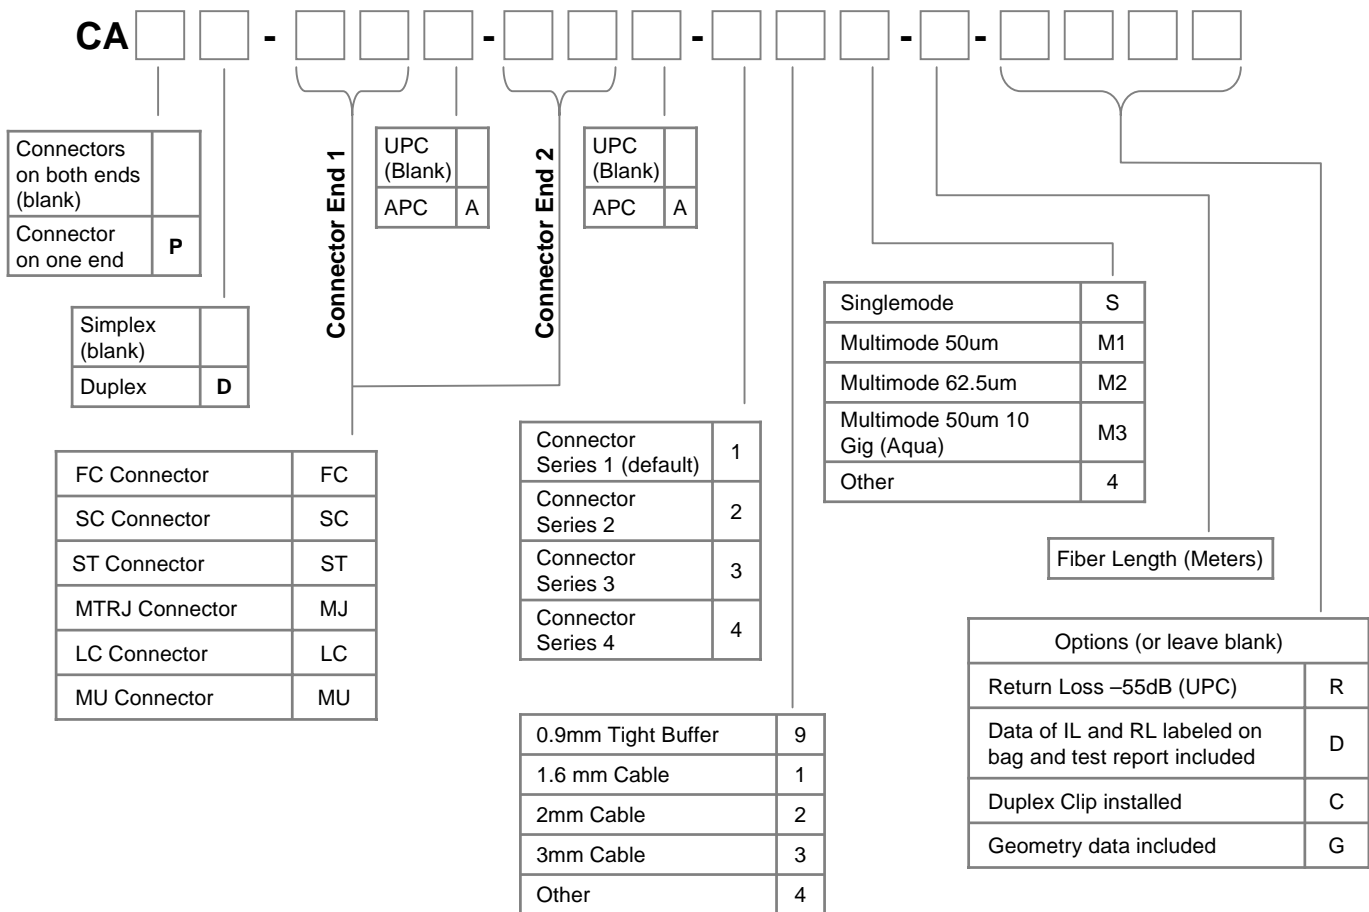 CA - - - - -
Connectors
on both ends
(blank)
Connector
on one end
P
Simplex
(blank)
Duplex
D
Connector End 1
UPC
(Blank)
APC
A
Connector End 2
UPC
(Blank)
APC
A
FC Connector
FC
SC Connector
SC
ST Connector
ST
MTRJ Connector
MJ
LC Connector
LC
MU Connector
MU
Connector
Series 1 (default)
1
Connector
Series 2
2
Connector
Series 3
3
Connector
Series 4
4
0.9mm Tight Buffer
9
1.6 mm Cable
1
2mm Cable
2
3mm Cable
3
Other
4
Singlemode
S
Multimode 50um
M1
Multimode 62.5um
M2
Multimode 50um 10
Gig (Aqua)
M3
Other
4
Fiber Length (Meters)
Options (or leave blank)
Return Loss –55dB (UPC)
R
Data of IL and RL labeled on
bag and test report included
D
Duplex Clip installed
C
Geometry data included
G